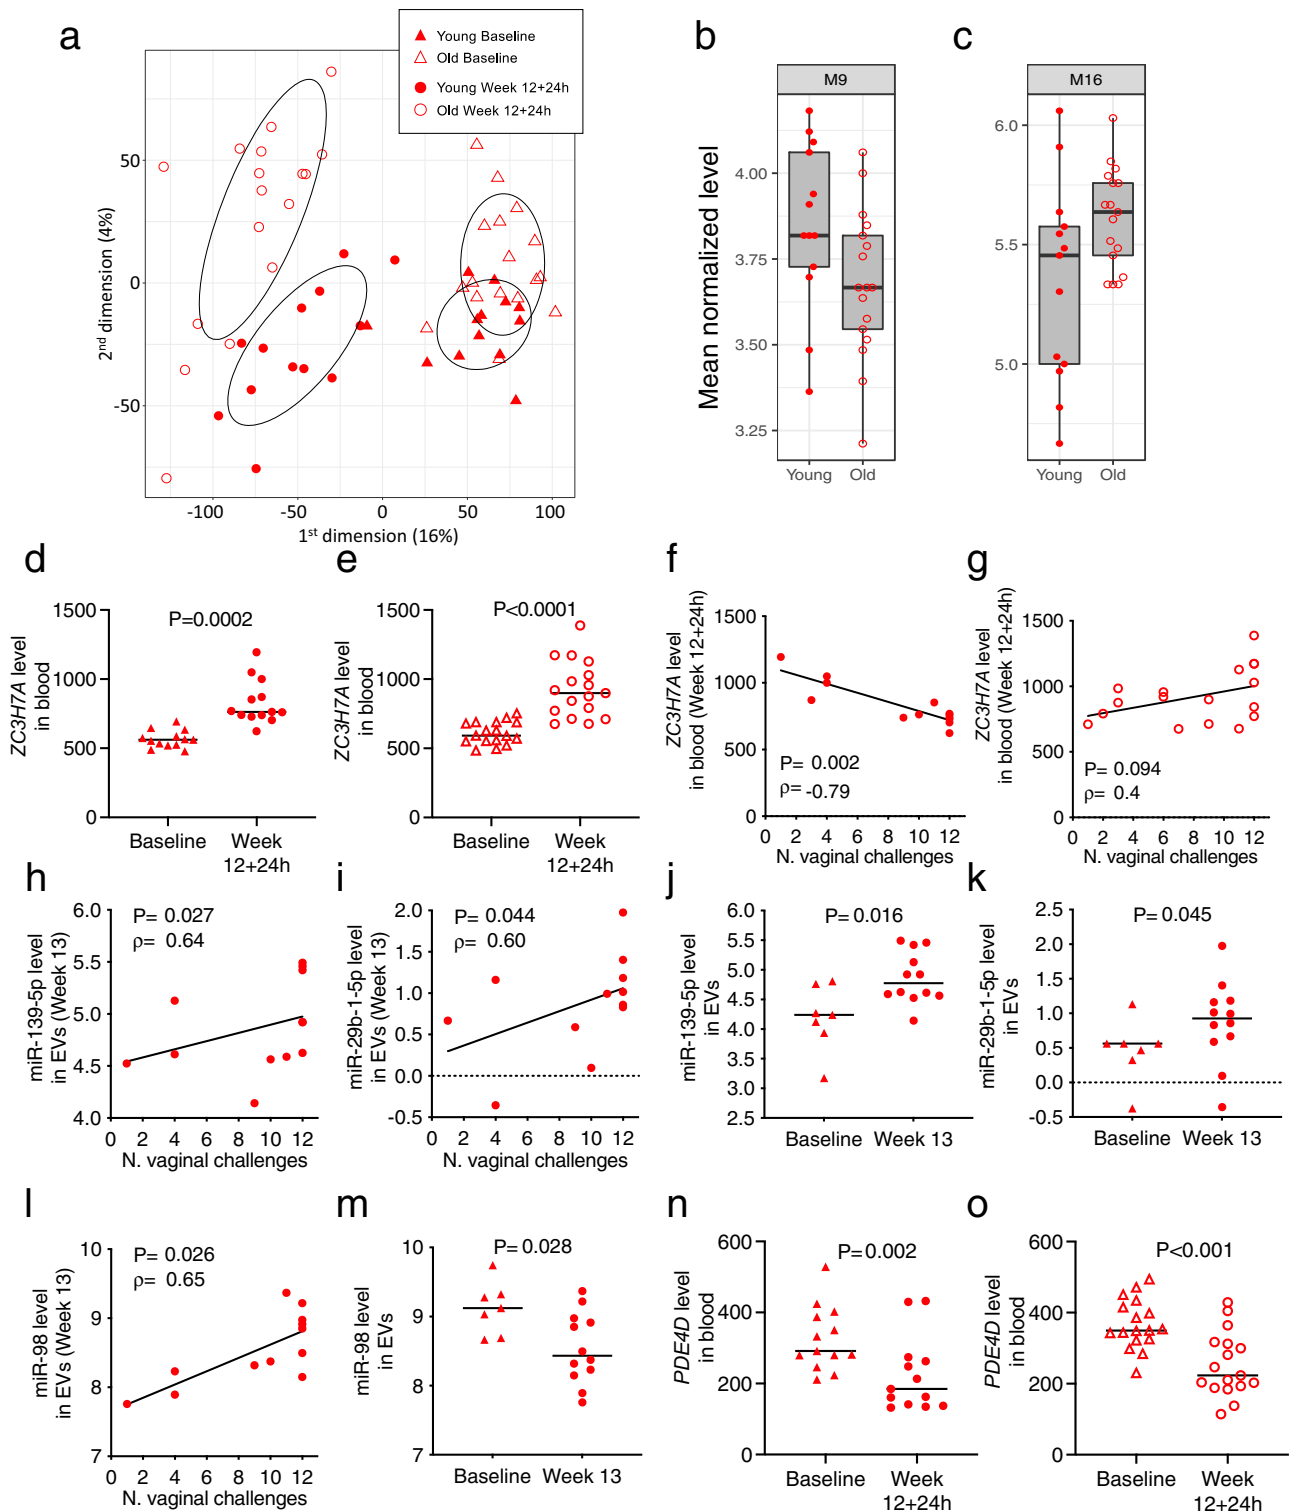 a
Young Baseline
Old Baseline
Young Week 12+24h
Old Week 12+24h
50
0
-50
-100
-50
0
50
100
2nd dimension (4%)
1st dimension (16%)
b
M9
4.00
3.75
3.50
3.25
Mean normalized level
Young
Old
c
M16
6.0
5.5
5.0
Young
Old
d
P=0.0002
1500
1000
500
0
ZC3H7A level
in blood
Baseline
Week
12+24h
e
P<0.0001
1500
1000
500
0
ZC3H7A level
in blood
Baseline
Week
12+24h
f
1500
1000
500
0
ZC3H7A level
in blood (Week 12+24h)
P= 0.002
ρ= -0.79
0 2 4 6 8 10 12
N. vaginal challenges
g
1500
1000
500
0
ZC3H7A level
in blood (Week 12+24h)
P= 0.094
ρ= 0.4
0 2 4 6 8 10 12
N. vaginal challenges
h
P= 0.027
ρ= 0.64
6.0
5.5
5.0
4.5
4.0
miR-139-5p level
in EVs (Week 13)
0 2 4 6 8 10 12
N. vaginal challenges
i
P= 0.044
ρ= 0.60
2.0
1.5
1.0
0.5
0.0
-0.5
miR-29b-1-5p level
in EVs (Week 13)
0 2 4 6 8 10 12
N. vaginal challenges
j
P= 0.016
6.0
5.5
5.0
4.5
4.0
3.5
3.0
2.5
miR-139-5p level
in EVs
Baseline
Week 13
k
P= 0.045
2.5
2.0
1.5
1.0
0.5
0.0
-0.5
miR-29b-1-5p level
in EVs
Baseline
Week 13
l
P= 0.026
ρ= 0.65
10
9
8
7
miR-98 level
in EVs (Week 13)
0 2 4 6 8 10 12
N. vaginal challenges
m
P= 0.028
10
9
8
7
miR-98 level
in EVs
Baseline
Week 13
n
P= 0.002
600
400
200
0
PDE4D level
in blood
Baseline
Week
12+24h
o
P<0.001
600
400
200
0
PDE4D level
in blood
Baseline
Week
12+24h